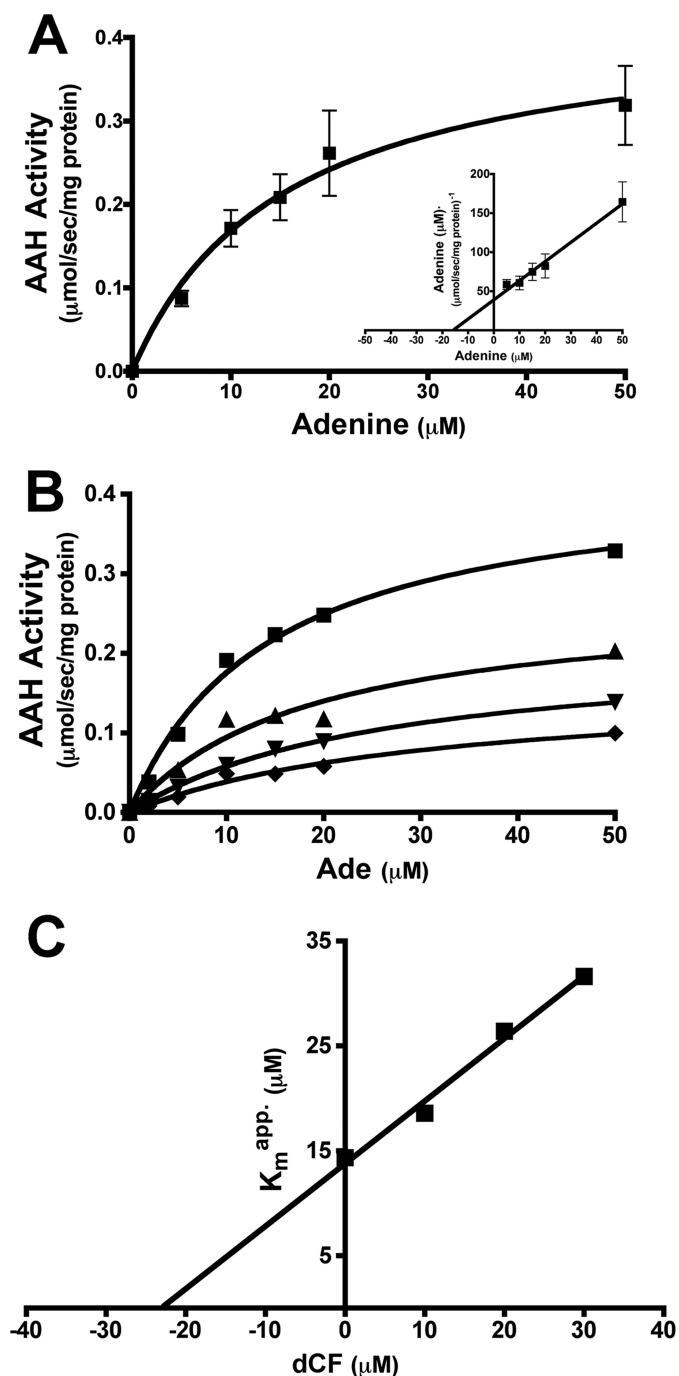 A
AAH Activity
(μmol/sec/mg protein)
0.4
0.3
0.2
0.1
0.0
0 10 20 30 40 50
Adenine (μM)
Adenine (μM)·
(μmol/sec/mg protein)⁻¹
200
150
100
50
-50 -40 -30 -20 -10 0 10 20 30 40 50
Adenine (μM)
B
AAH Activity
(μmol/sec/mg protein)
0.4
0.3
0.2
0.1
0.0
0 10 20 30 40 50
Ade (μM)
C
Km app. (μM)
35
25
15
5
-40 -30 -20 -10 0 10 20 30 40
dCF (μM)